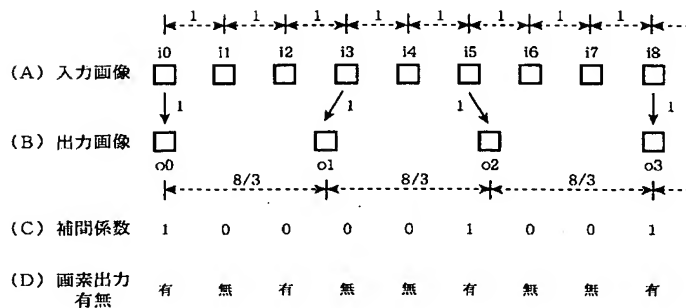 1 1 1 1 1 1 1 1
i0 i1 i2 i3 i4 i5 i6 i7 i8
(A) 入力画像
1 1 1 1
(B) 出力画像
o0 o1 o2 o3
8/3 8/3 8/3
(C) 補間係数 1 0 0 0 0 1 0 0 1
(D) 画素出力 有 無 有 無 無 有 無 無 有
有無